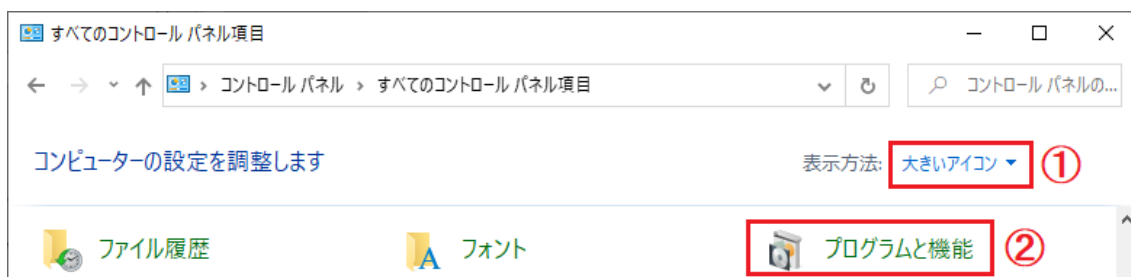 すべてのコントロール パネル項目
コントロール パネル › すべてのコントロール パネル項目 コントロール パネルの...
コンピューターの設定を調整します 表示方法: 大きいアイコン ①
ファイル履歴 フォント プログラムと機能 ②